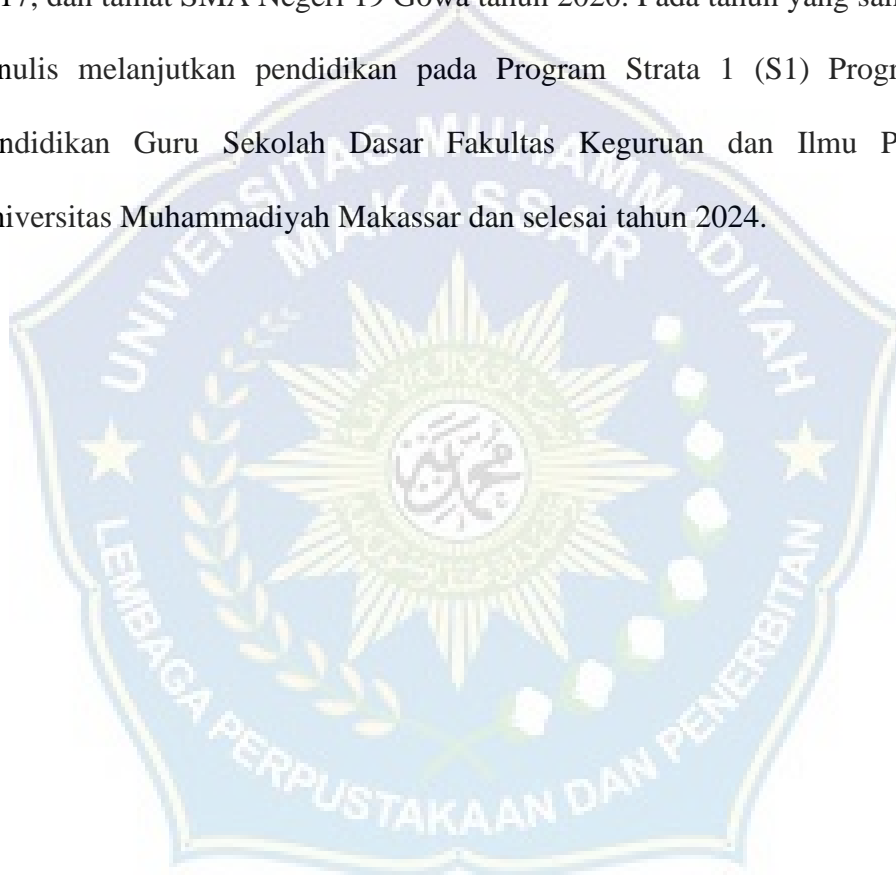 17, dan tamat SMA Negeri 19 Gowa tahun 2020. Pada tahun yang sam
nulis melanjutkan pendidikan pada Program Strata 1 (S1) Progr
ndidikan Guru Sekolah Dasar Fakultas Keguruan dan Ilmu P
niversitas Muhammadiyah Makassar dan selesai tahun 2024.
UNIVERSITAS MUHAMMADIYAH
MAKASSAR
LEMBAGA PERPUSTAKAAN DAN PENERBITAN